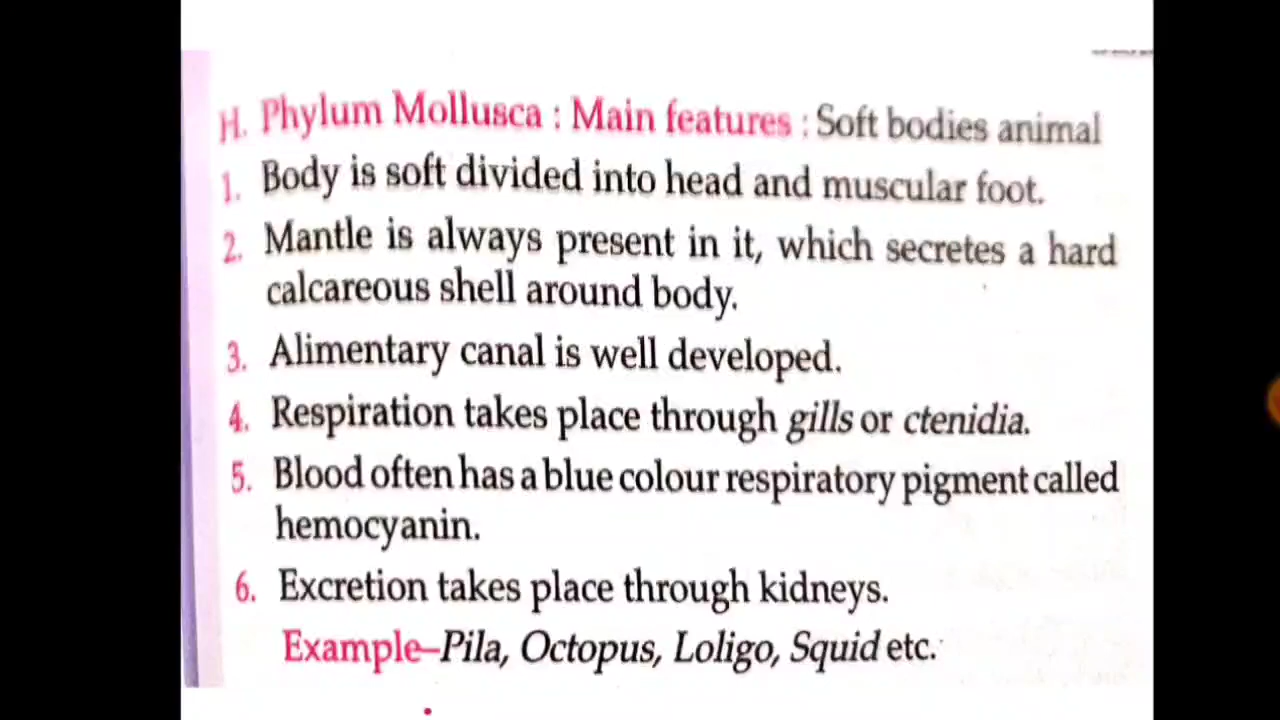 H. Phylum Mollusca : Main features : Soft bodies animal
1. Body is soft divided into head and muscular foot.
2. Mantle is always present in it, which secretes a hard
calcareous shell around body.
3. Alimentary canal is well developed.
4. Respiration takes place through gills or ctenidia.
5. Blood often has a blue colour respiratory pigment called
hemocyanin.
6. Excretion takes place through kidneys.
Example–Pila, Octopus, Loligo, Squid etc.